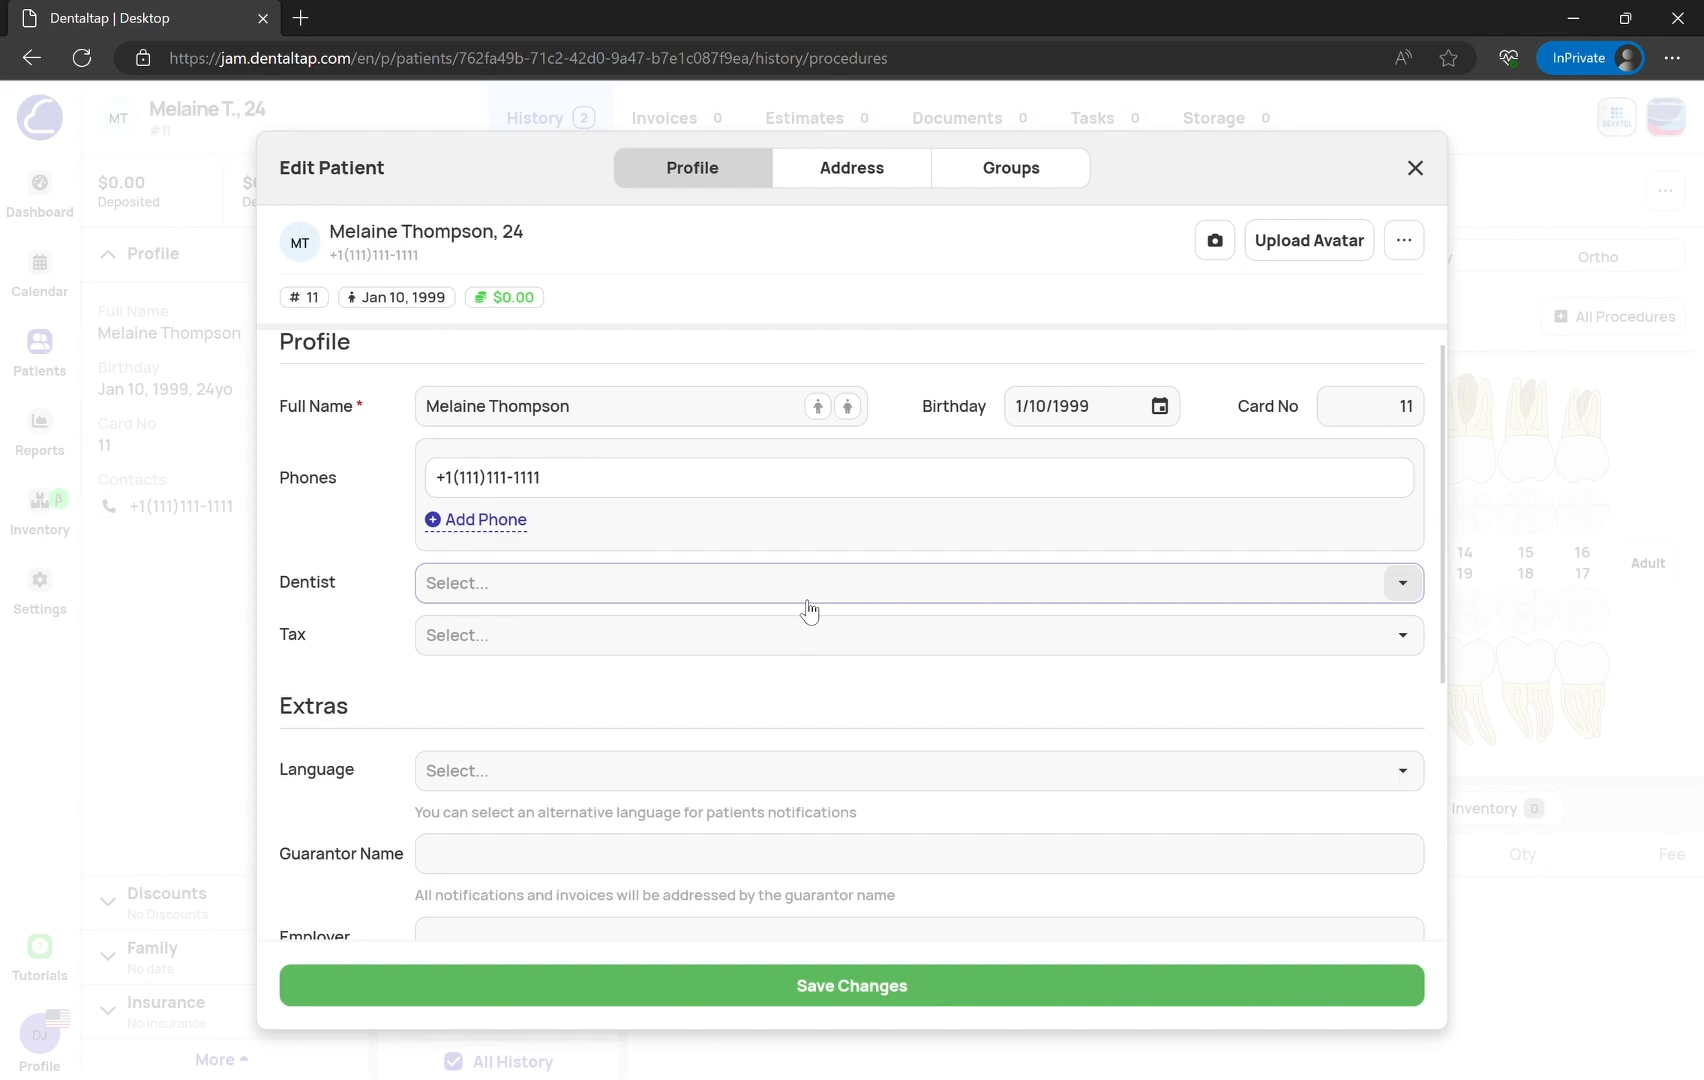 Dentaltap | Desktop
https://jam.dentaltap.com/en/p/patients/762fa49b-71c2-42d0-9a47-b7e1c087f9ea/history/procedures
InPrivate
MT
Melaine T., 24
#11
History 2
Invoices 0
Estimates 0
Documents 0
Tasks 0
Storage 0
DEVATEL
Dashboard
Calendar
Patients
Reports
β
Inventory
Settings
Tutorials
DJ
Profile
$0.00
Deposited
Profile
Full Name
Melaine Thompson
Birthday
Jan 10, 1999, 24yo
Card No
11
Contacts
+1(111)111-1111
Discounts
No Discounts
Family
No data
Insurance
No Insurance
More
All History
Edit Patient
Profile
Address
Groups
MT
Melaine Thompson, 24
+1(111)111-1111
Upload Avatar
# 11
Jan 10, 1999
$0.00
Profile
Full Name *
Melaine Thompson
Birthday
1/10/1999
Card No
11
Phones
+1(111)111-1111
Add Phone
Dentist
Select...
Tax
Select...
Extras
Language
Select...
You can select an alternative language for patients notifications
Guarantor Name
All notifications and invoices will be addressed by the guarantor name
Employer
Save Changes
Ortho
All Procedures
14 15 16
19 18 17
Adult
Inventory 0
Qty
Fee